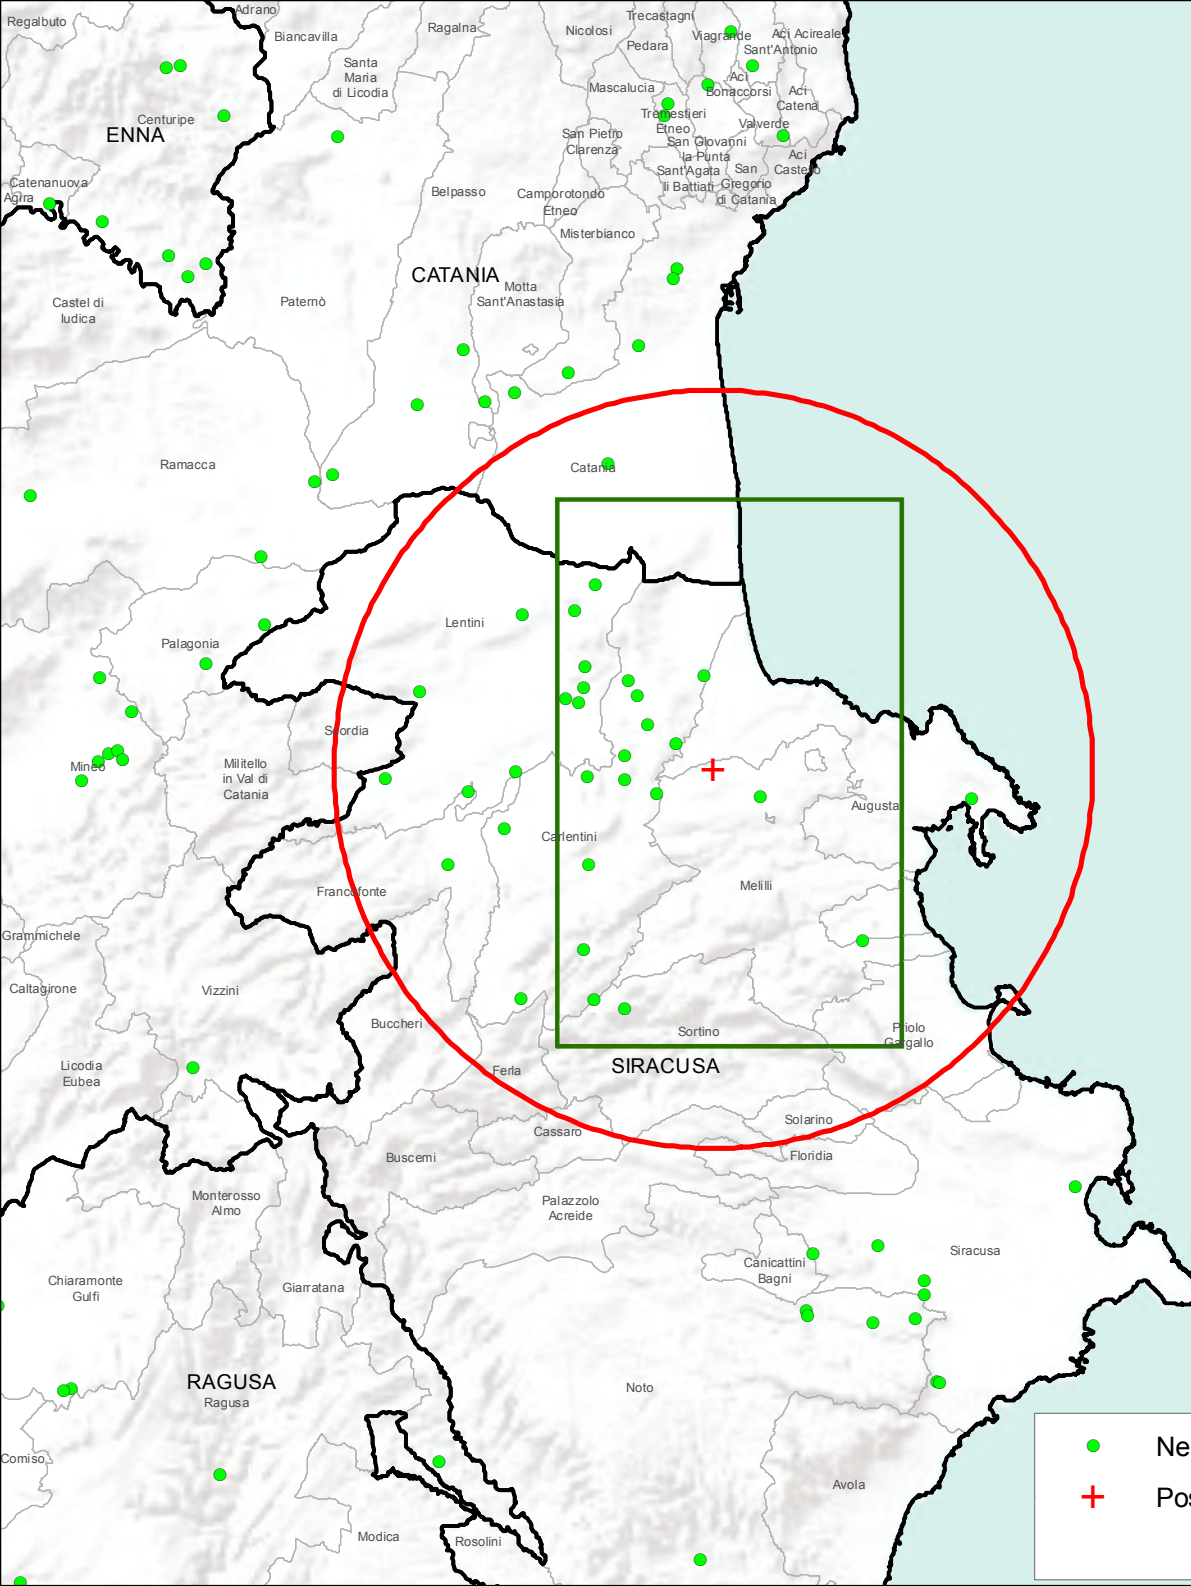 Adrano
Regalbuto
Biancavilla
Ragalna
Nicolosi
Trecastagni
Pedara
Viagrande
Aci Acireale
Sant'Antonio
Santa
Maria
di Licodia
Mascalucia
Aci
Bonaccorsi
Aci
Catena
Centuripe
ENNA
Tremestieri
Etneo
Valverde
San Pietro
Clarenza
San Giovanni
la Punta
Aci
Castello
Sant'Agata
li Battiati
San
Gregorio
di Catania
Catenanuova
Agira
Belpasso
Camporotondo
Etneo
Misterbianco
CATANIA
Motta
Sant'Anastasia
Castel di
Iudica
Paternò
Ramacca
Catania
Lentini
Palagonia
Scordia
Mineo
Militello
in Val di
Catania
Augusta
Carlentini
Melilli
Francofonte
Grammichele
Caltagirone
Vizzini
Buccheri
Sortino
Priolo
Gargallo
Licodia
Eubea
Ferla
SIRACUSA
Solarino
Cassaro
Floridia
Buscemi
Monterosso
Almo
Palazzolo
Acreide
Siracusa
Canicattini
Bagni
Chiaramonte
Gulfi
Giarratana
RAGUSA
Ragusa
Noto
Comiso
Avola
Modica
Rosolini
Ne
Pos